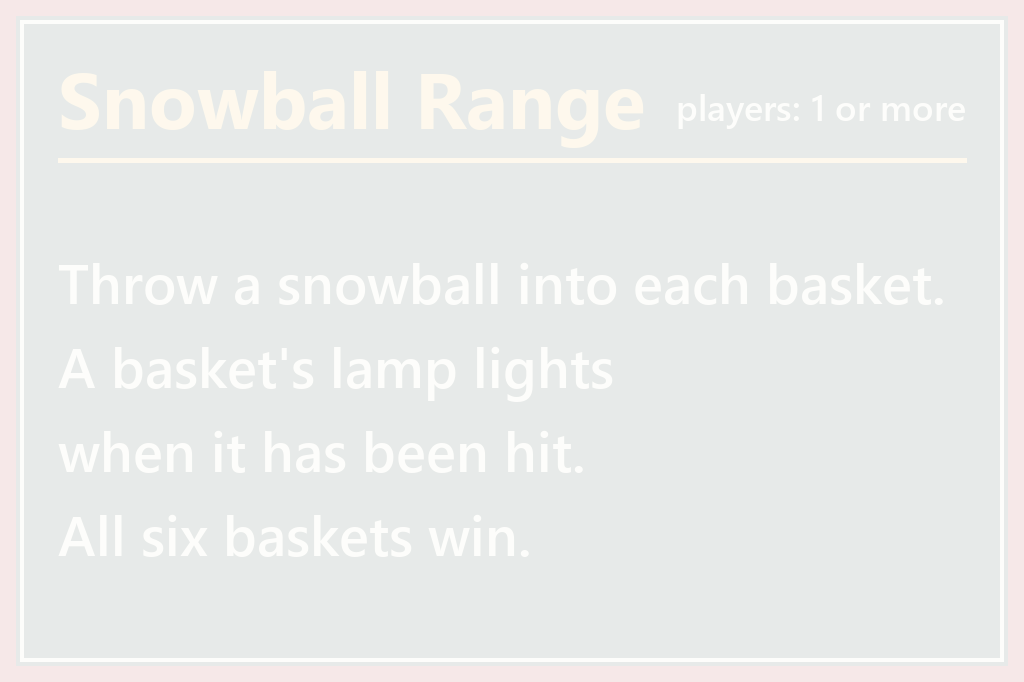 Snowball Range players: 1 or more
Throw a snowball into each basket.
A basket's lamp lights
when it has been hit.
All six baskets win.